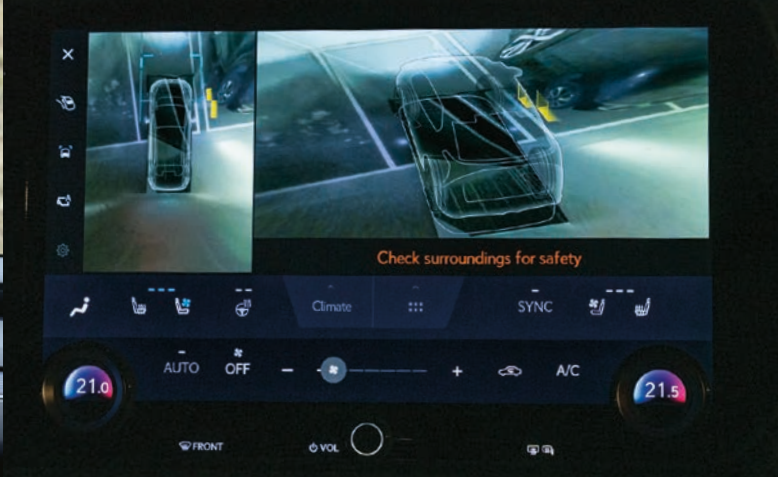 Check surroundings for safety
Climate
SYNC
AUTO
OFF
A/C
21.0
21.5
FRONT
VOL